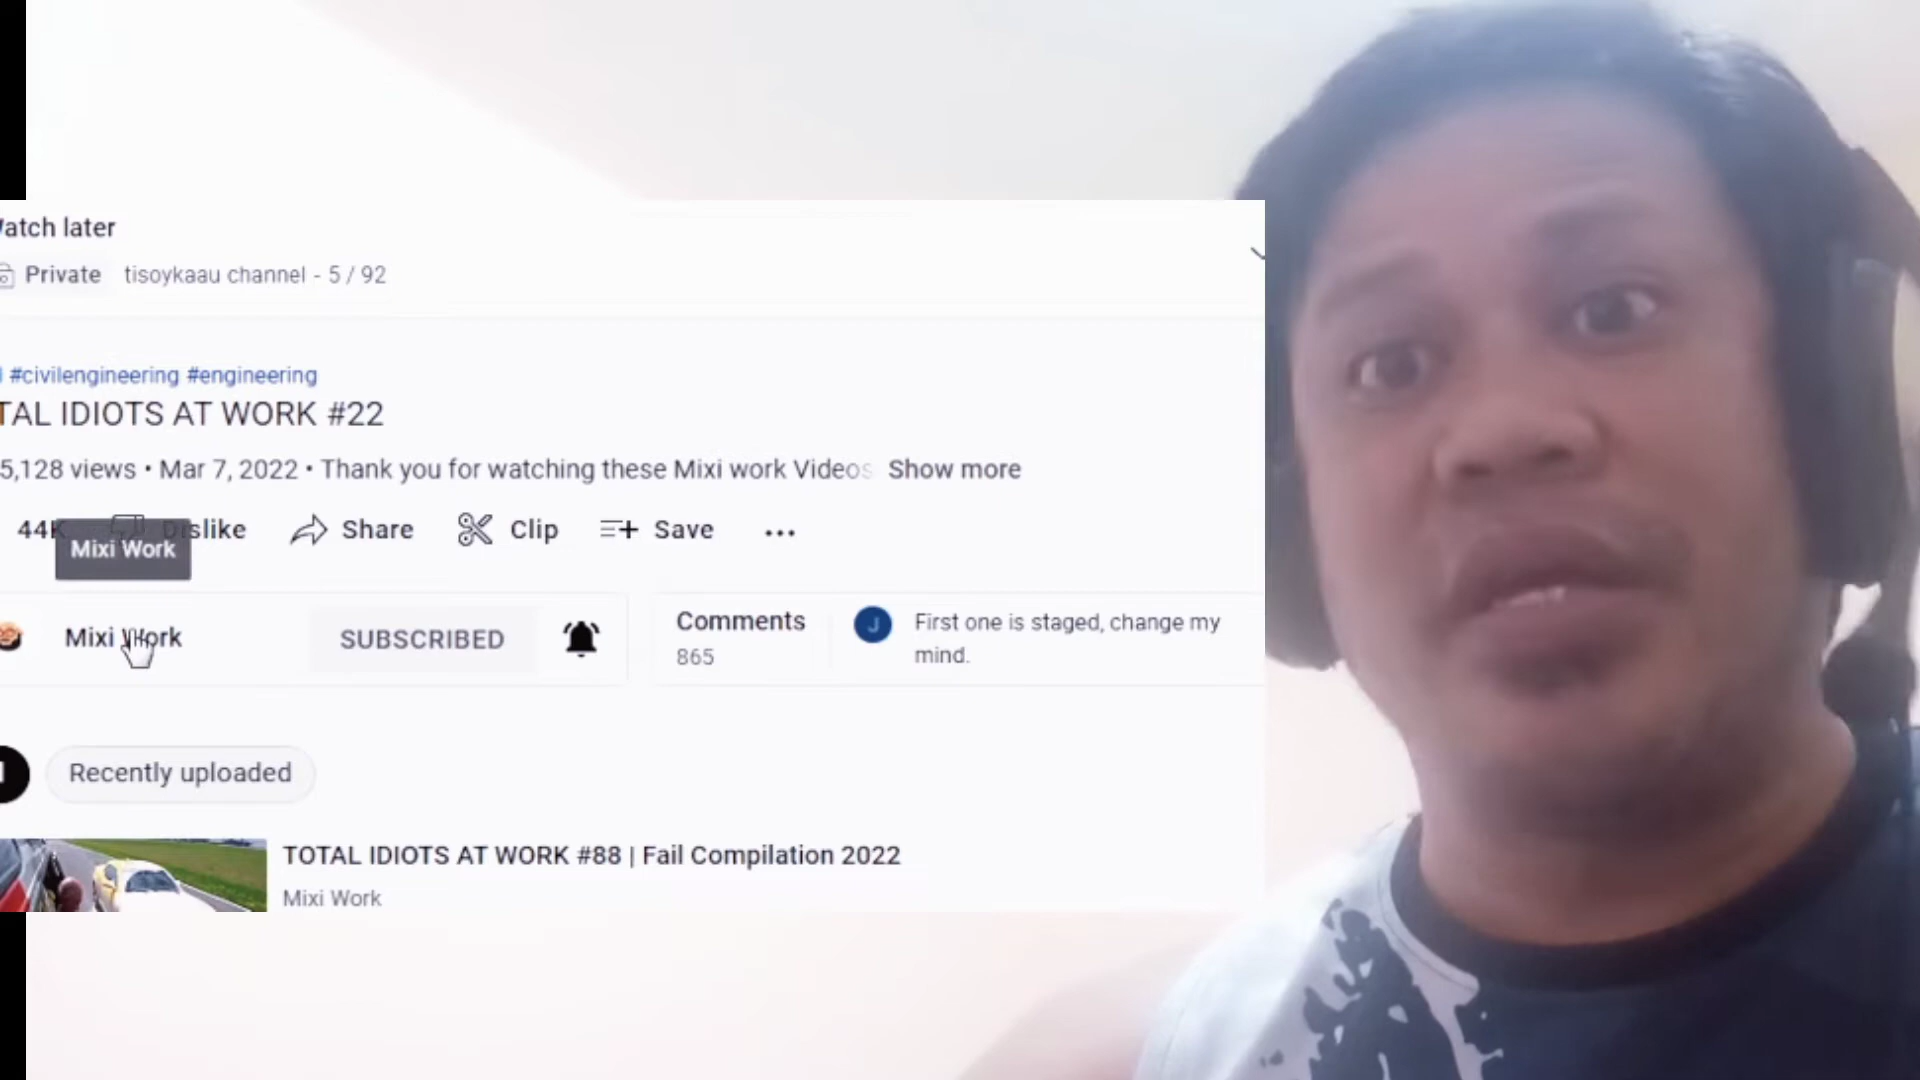 atch later
Private tisoykaau channel - 5 / 92
#civilengineering #engineering
TAL IDIOTS AT WORK #22
5,128 views • Mar 7, 2022 • Thank you for watching these Mixi work Videos Show more
44K Dislike Share Clip Save ...
Mixi Work
Mixi Work SUBSCRIBED
Comments
865
J
First one is staged, change my
mind.
Recently uploaded
TOTAL IDIOTS AT WORK #88 | Fail Compilation 2022
Mixi Work